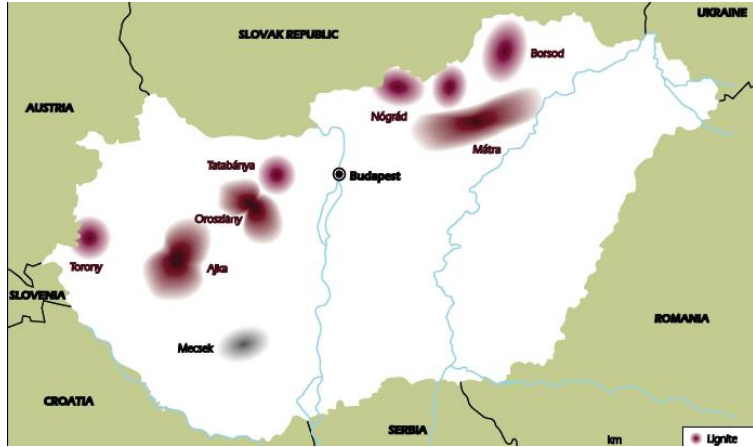 UKRAINE
SLOVAK REPUBLIC
Borsod
AUSTRIA
Nógrád
Mátra
Tatabánya
Budapest
Oroszlány
Torony
Ajka
SLOVENIA
ROMANIA
Mecsek
CROATIA
SERBIA
km
Lignite